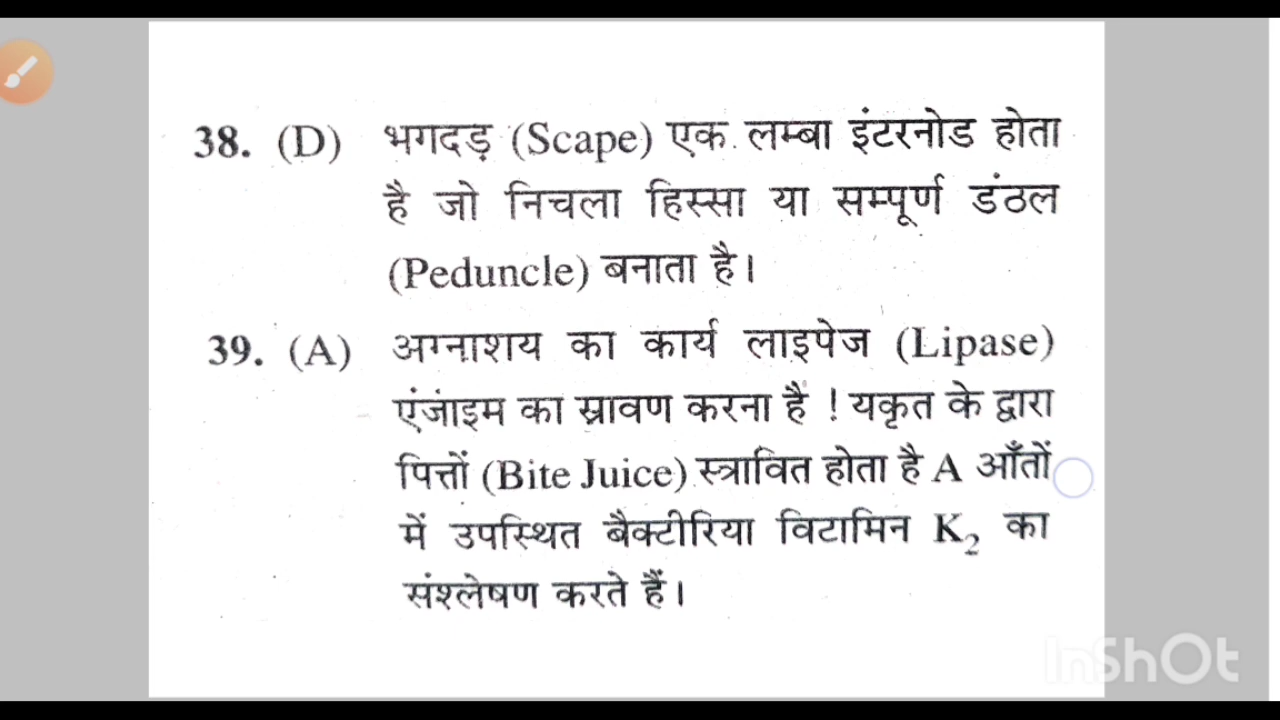 38. (D) भगदड़ (Scape) एक लम्बा इंटरनोड होता
है जो निचला हिस्सा या सम्पूर्ण डंठल
(Peduncle) बनाता है।
39. (A) अग्नाशय का कार्य लाइपेज (Lipase)
एंजांइम का स्रावण करना है ! यकृत के द्वारा
पित्तों (Bite Juice) स्त्रावित होता है A आँतों
में उपस्थित बैक्टीरिया विटामिन K₂ का
संश्लेषण करते हैं।
InShOt